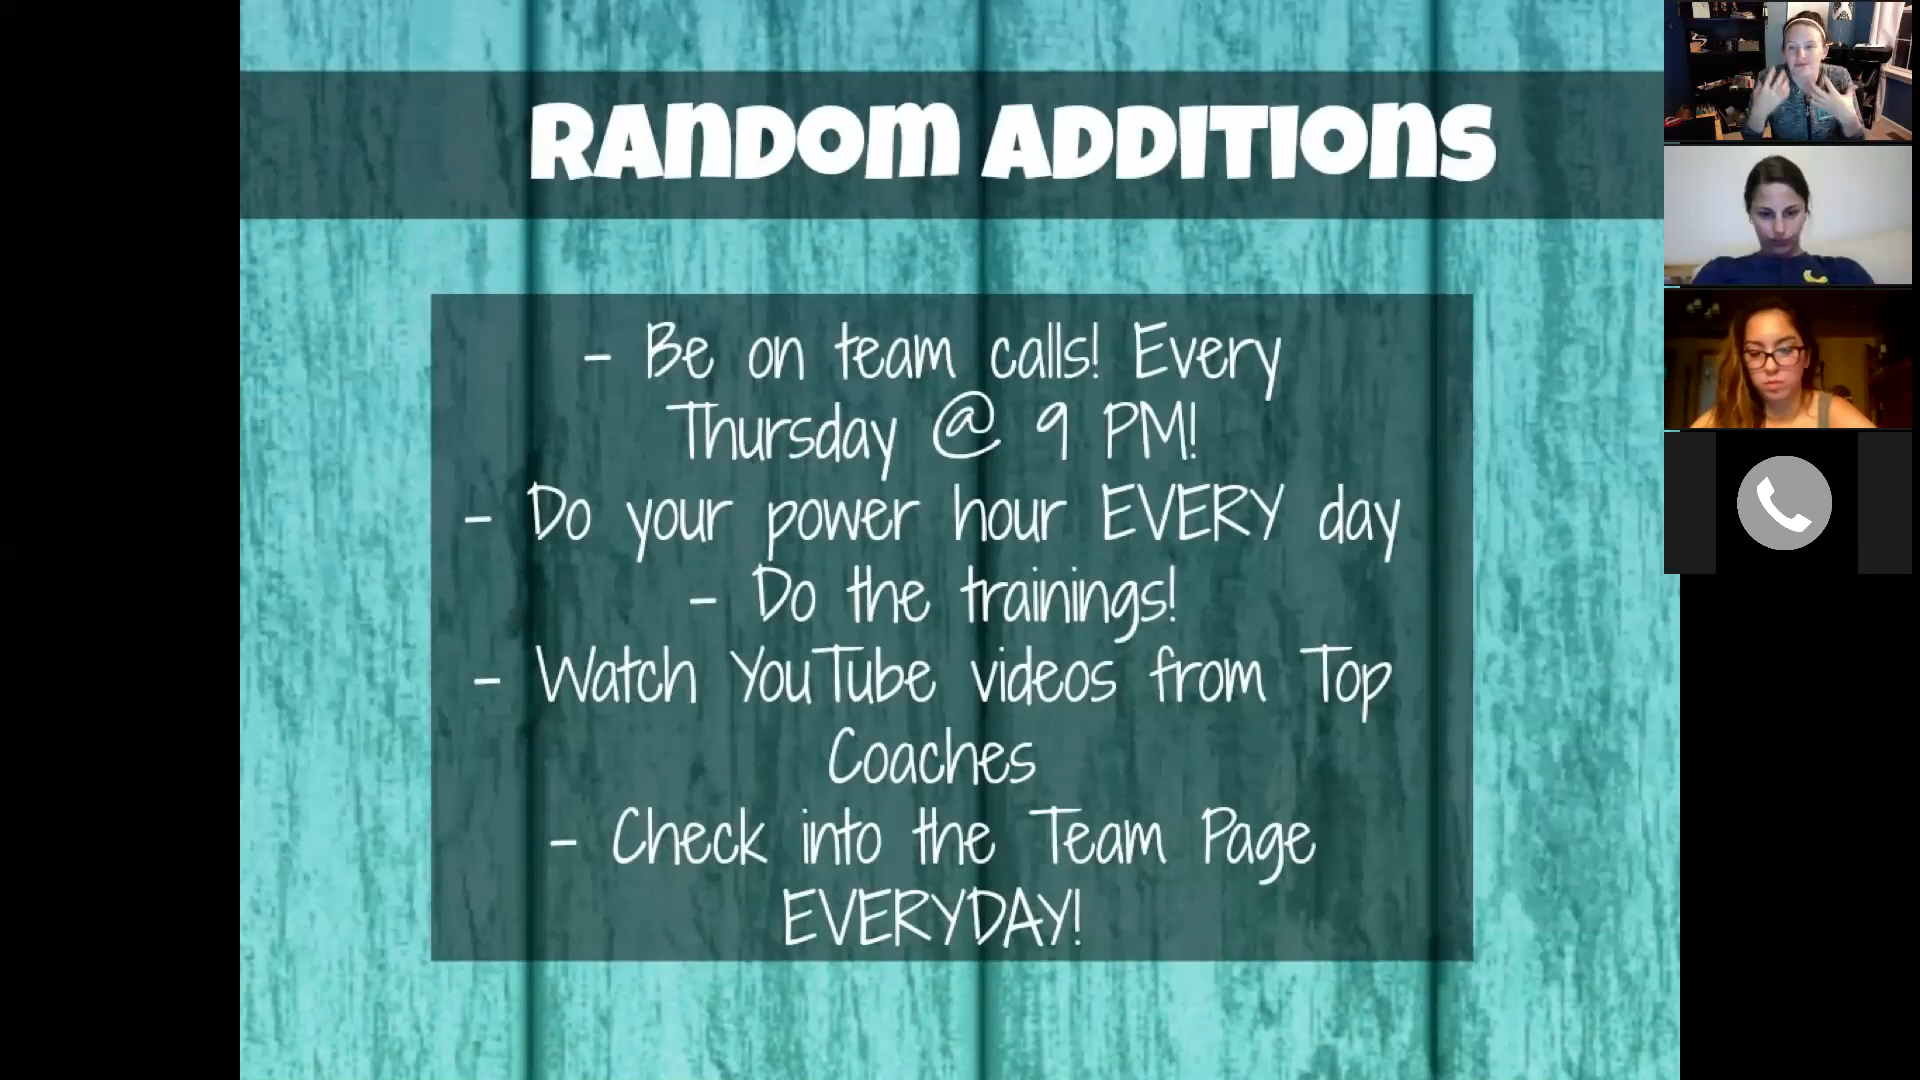 RANDOM ADDITIONS
- Be on team calls! Every
Thursday @ 9 PM!
- Do your power hour EVERY day
- Do the trainings!
- Watch YouTube videos from Top
Coaches
- Check into the Team Page
EVERYDAY!